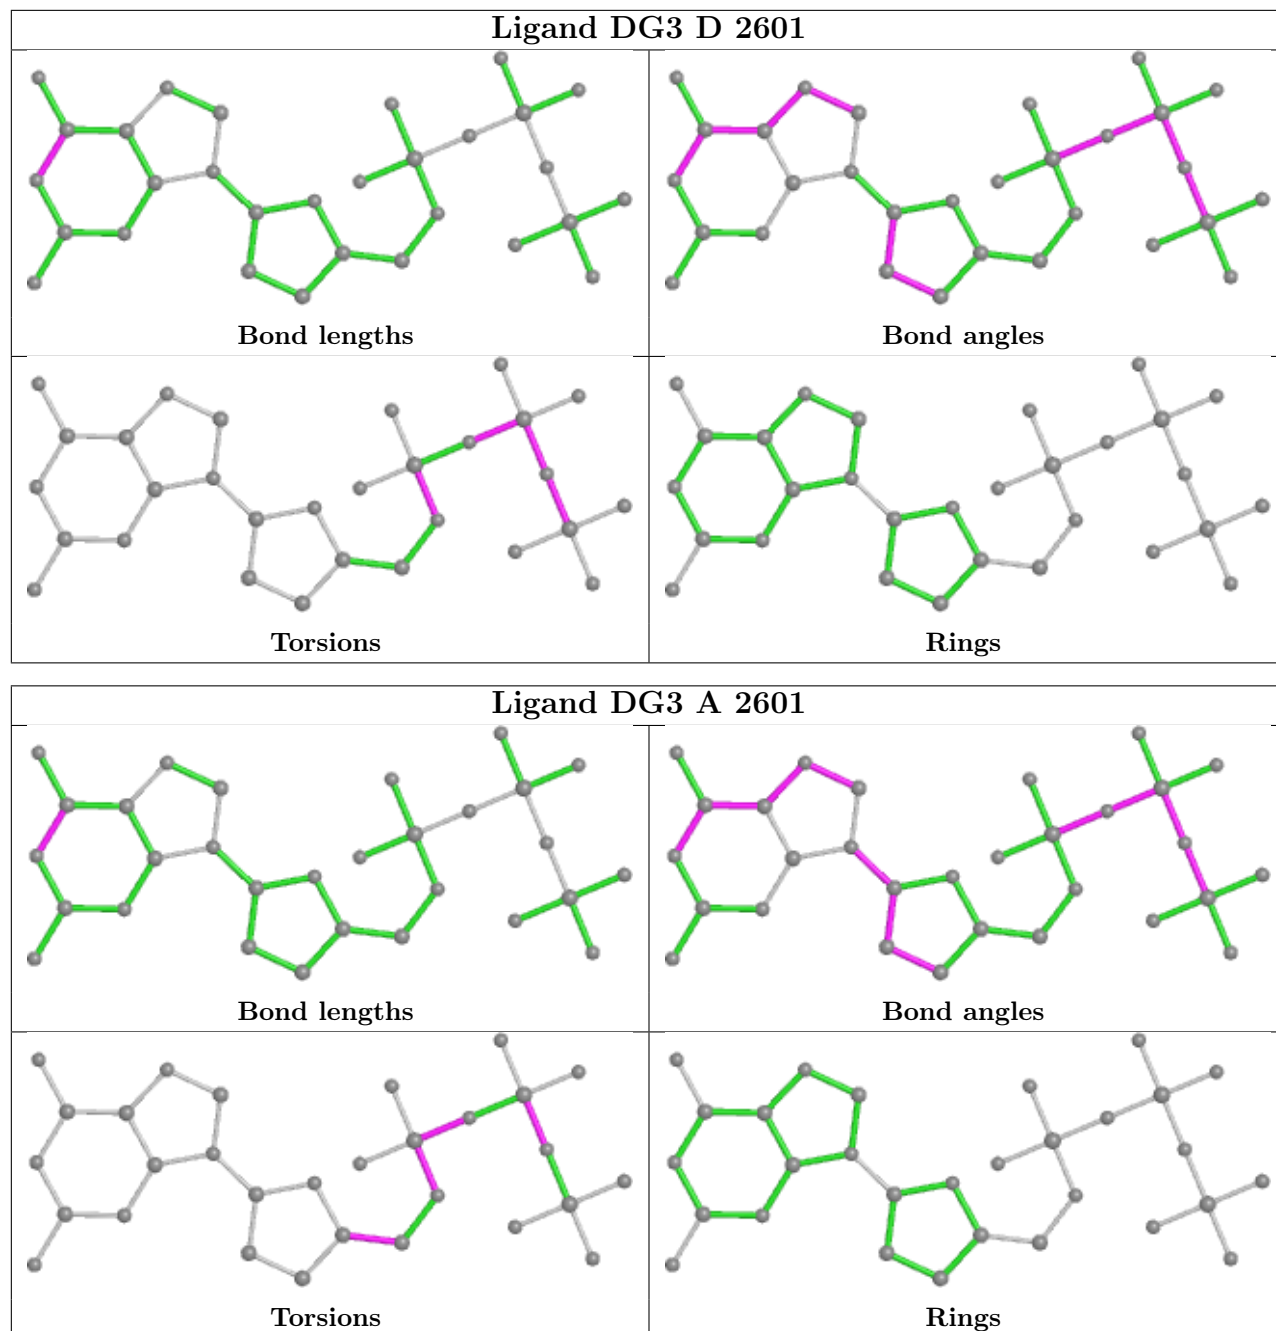 Ligand DG3 D 2601
Bond lengths
Bond angles
Torsions
Rings
Ligand DG3 A 2601
Bond lengths
Bond angles
Torsions
Rings